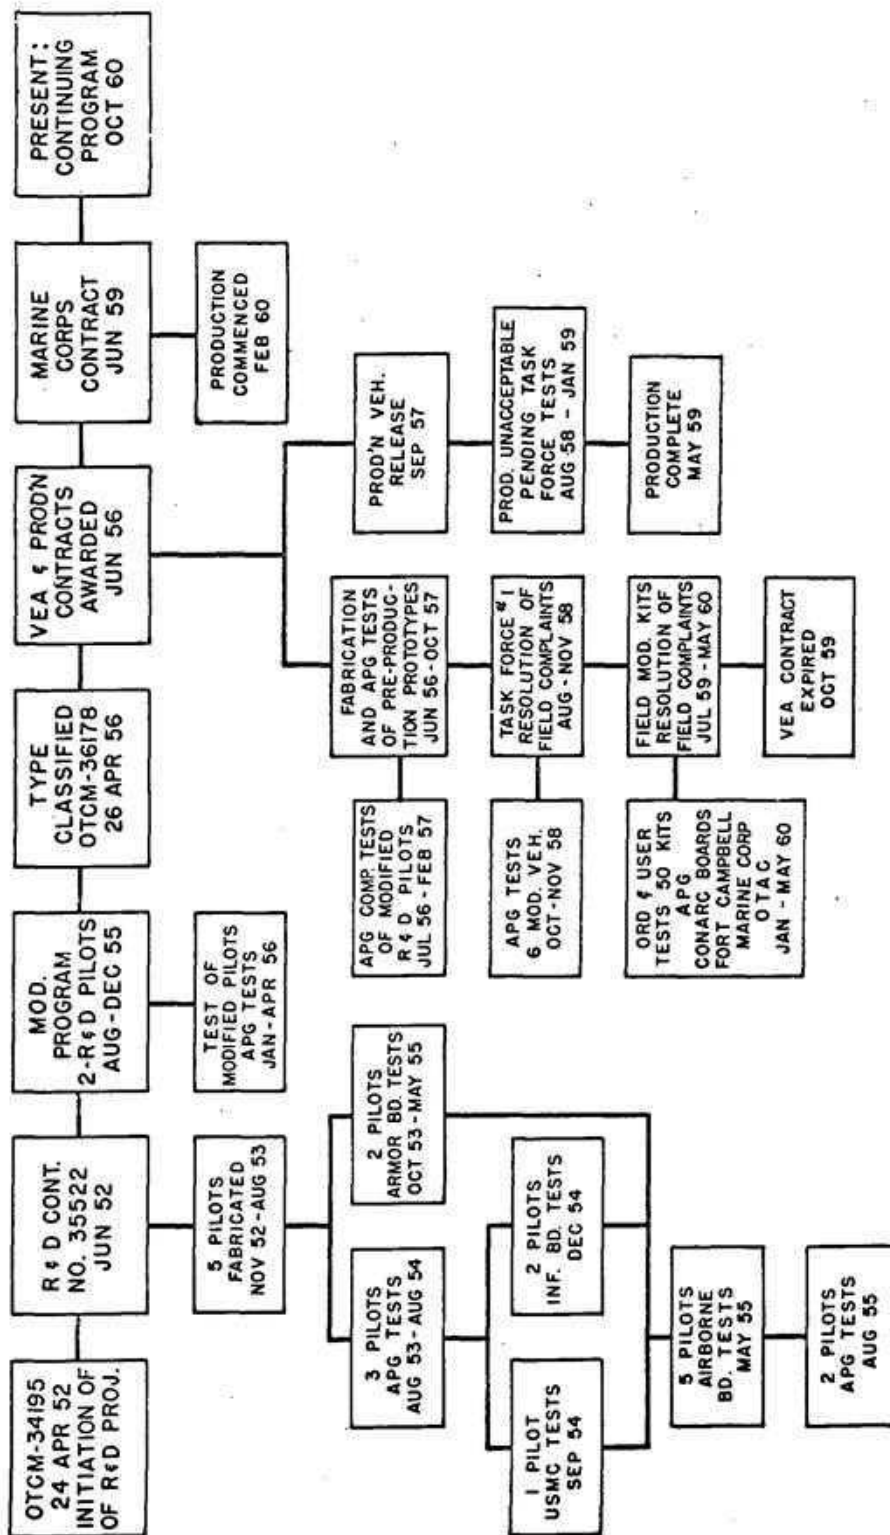 OTCM-34195
24 APR 52
INITIATION OF
OF R&D PROJ.
R & D CONT.
NO. 35522
JUN 52
MOD.
PROGRAM
2-R&D PILOTS
AUG-DEC 55
TYPE
CLASSIFIED
OTCM-36178
26 APR 56
VEA & PROD'N
CONTRACTS
AWARDED
JUN 56
MARINE
CORPS
CONTRACT
JUN 59
PRESENT:
CONTINUING
PROGRAM
OCT 60
5 PILOTS
FABRICATED
NOV 52-AUG 53
TEST OF
MODIFIED PILOTS
APG TESTS
JAN-APR 56
PRODUCTION
COMMENCED
FEB 60
3 PILOTS
APG TESTS
AUG 53-AUG 54
2 PILOTS
ARMOR BD. TESTS
OCT 53-MAY 55
1 PILOT
USMC TESTS
SEP 54
2 PILOTS
INF. BD. TESTS
DEC 54
5 PILOTS
AIRBORNE
BD. TESTS
MAY 55
2 PILOTS
APG TESTS
AUG 55
APG COMP. TESTS
OF MODIFIED
R & D PILOTS
JUL 56 - FEB 57
FABRICATION
AND APG TESTS
OF PRE-PRODUC-
TION PROTOTYPES
JUN 56-OCT 57
PROD'N VEH.
RELEASE
SEP 57
APG TESTS
6 MOD. VEH.
OCT-NOV 58
TASK FORCE #1
RESOLUTION OF
FIELD COMPLAINTS
AUG-NOV 58
PROD. UNACCEPTABLE
PENDING TASK
FORCE TESTS
AUG 58 - JAN 59
ORD & USER
TESTS 50 KITS
APG
CONARC BOARDS
FORT CAMPBELL
MARINE CORP
OTAC
JAN-MAY 60
FIELD MOD. KITS
RESOLUTION OF
FIELD COMPLAINTS
JUL 59-MAY 60
PRODUCTION
COMPLETE
MAY 59
VEA CONTRACT
EXPIRED
OCT 59